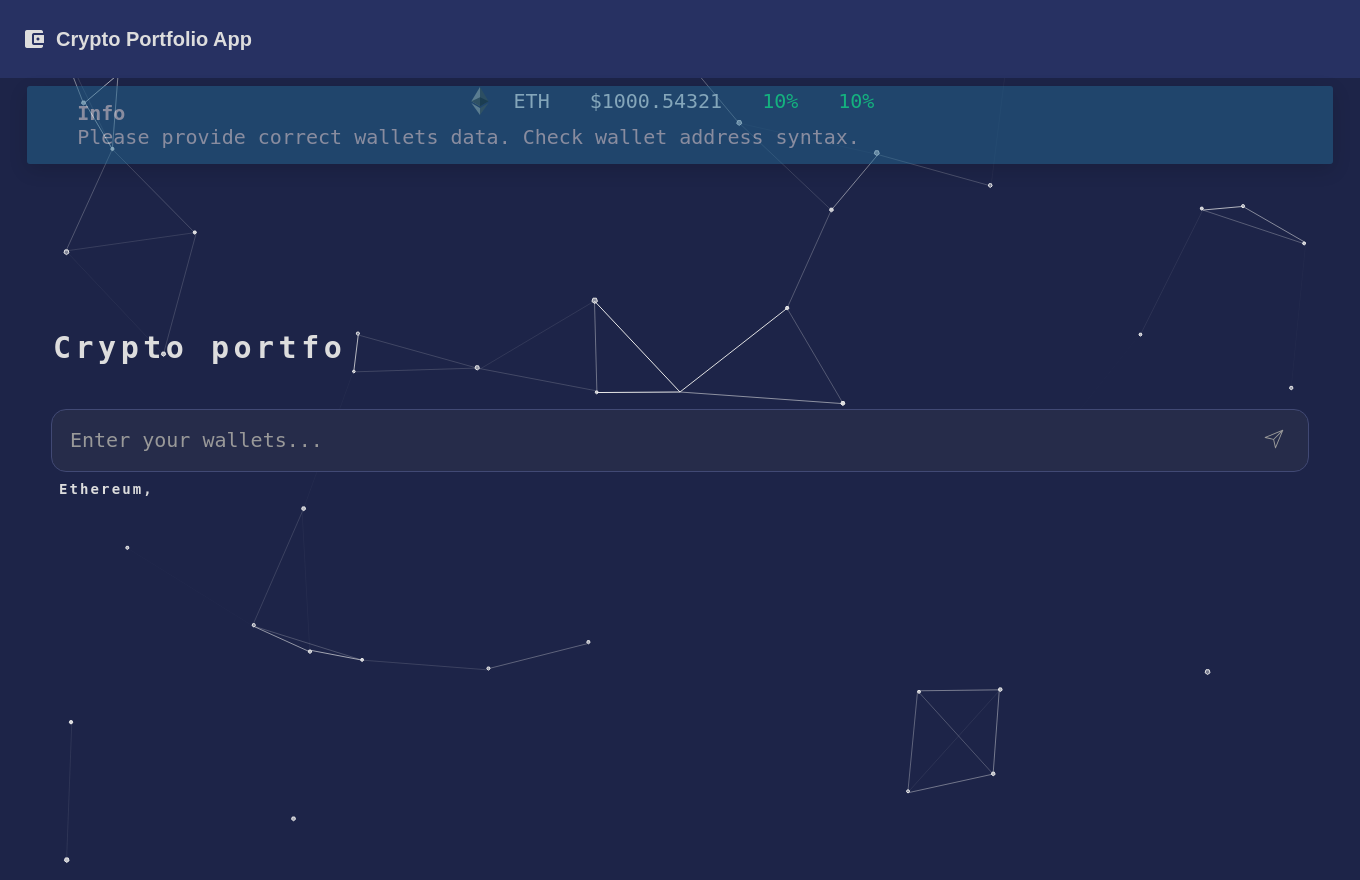 Crypto Portfolio App
ETH $1000.54321 10% 10%
Info
Please provide correct wallets data. Check wallet address syntax.
Crypto portfo
Enter your wallets...
Ethereum,